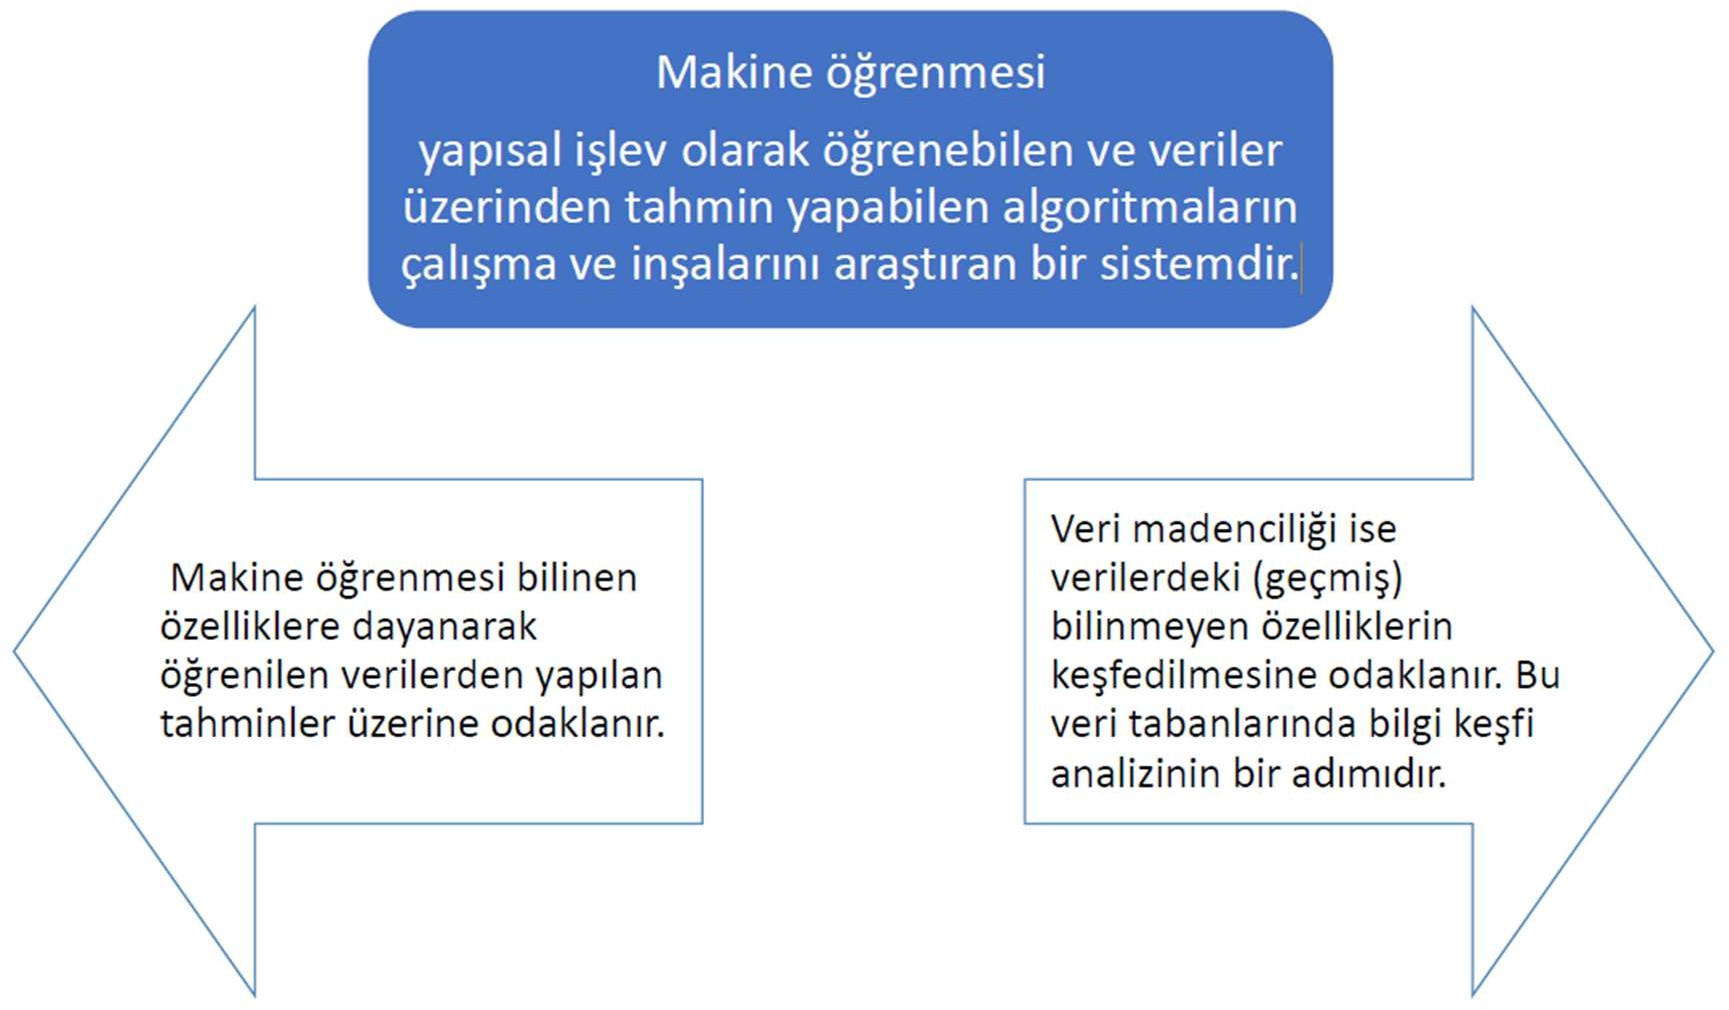 Makine öğrenmesi
yapısal işlev olarak öğrenebilen ve veriler
üzerinden tahmin yapabilen algoritmaların
çalışma ve inşalarını araştıran bir sistemdir.
Makine öğrenmesi bilinen
özelliklere dayanarak
öğrenilen verilerden yapılan
tahminler üzerine odaklanır.
Veri madenciliği ise
verilerdeki (geçmiş)
bilinmeyen özelliklerin
keşfedilmesine odaklanır. Bu
veri tabanlarında bilgi keşfi
analizinin bir adımıdır.